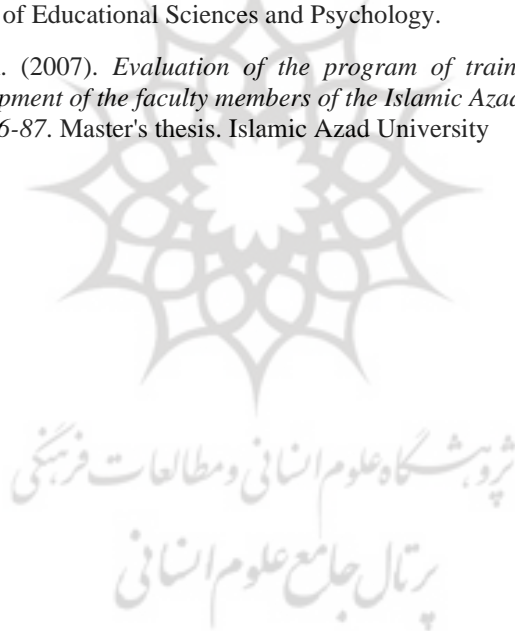 of Educational Sciences and Psychology.
. (2007). Evaluation of the program of train
pment of the faculty members of the Islamic Azad
6-87. Master's thesis. Islamic Azad University
پژوهشگاه علوم انسانی و مطالعات فرهنگی
پرتال جامع علوم انسانی